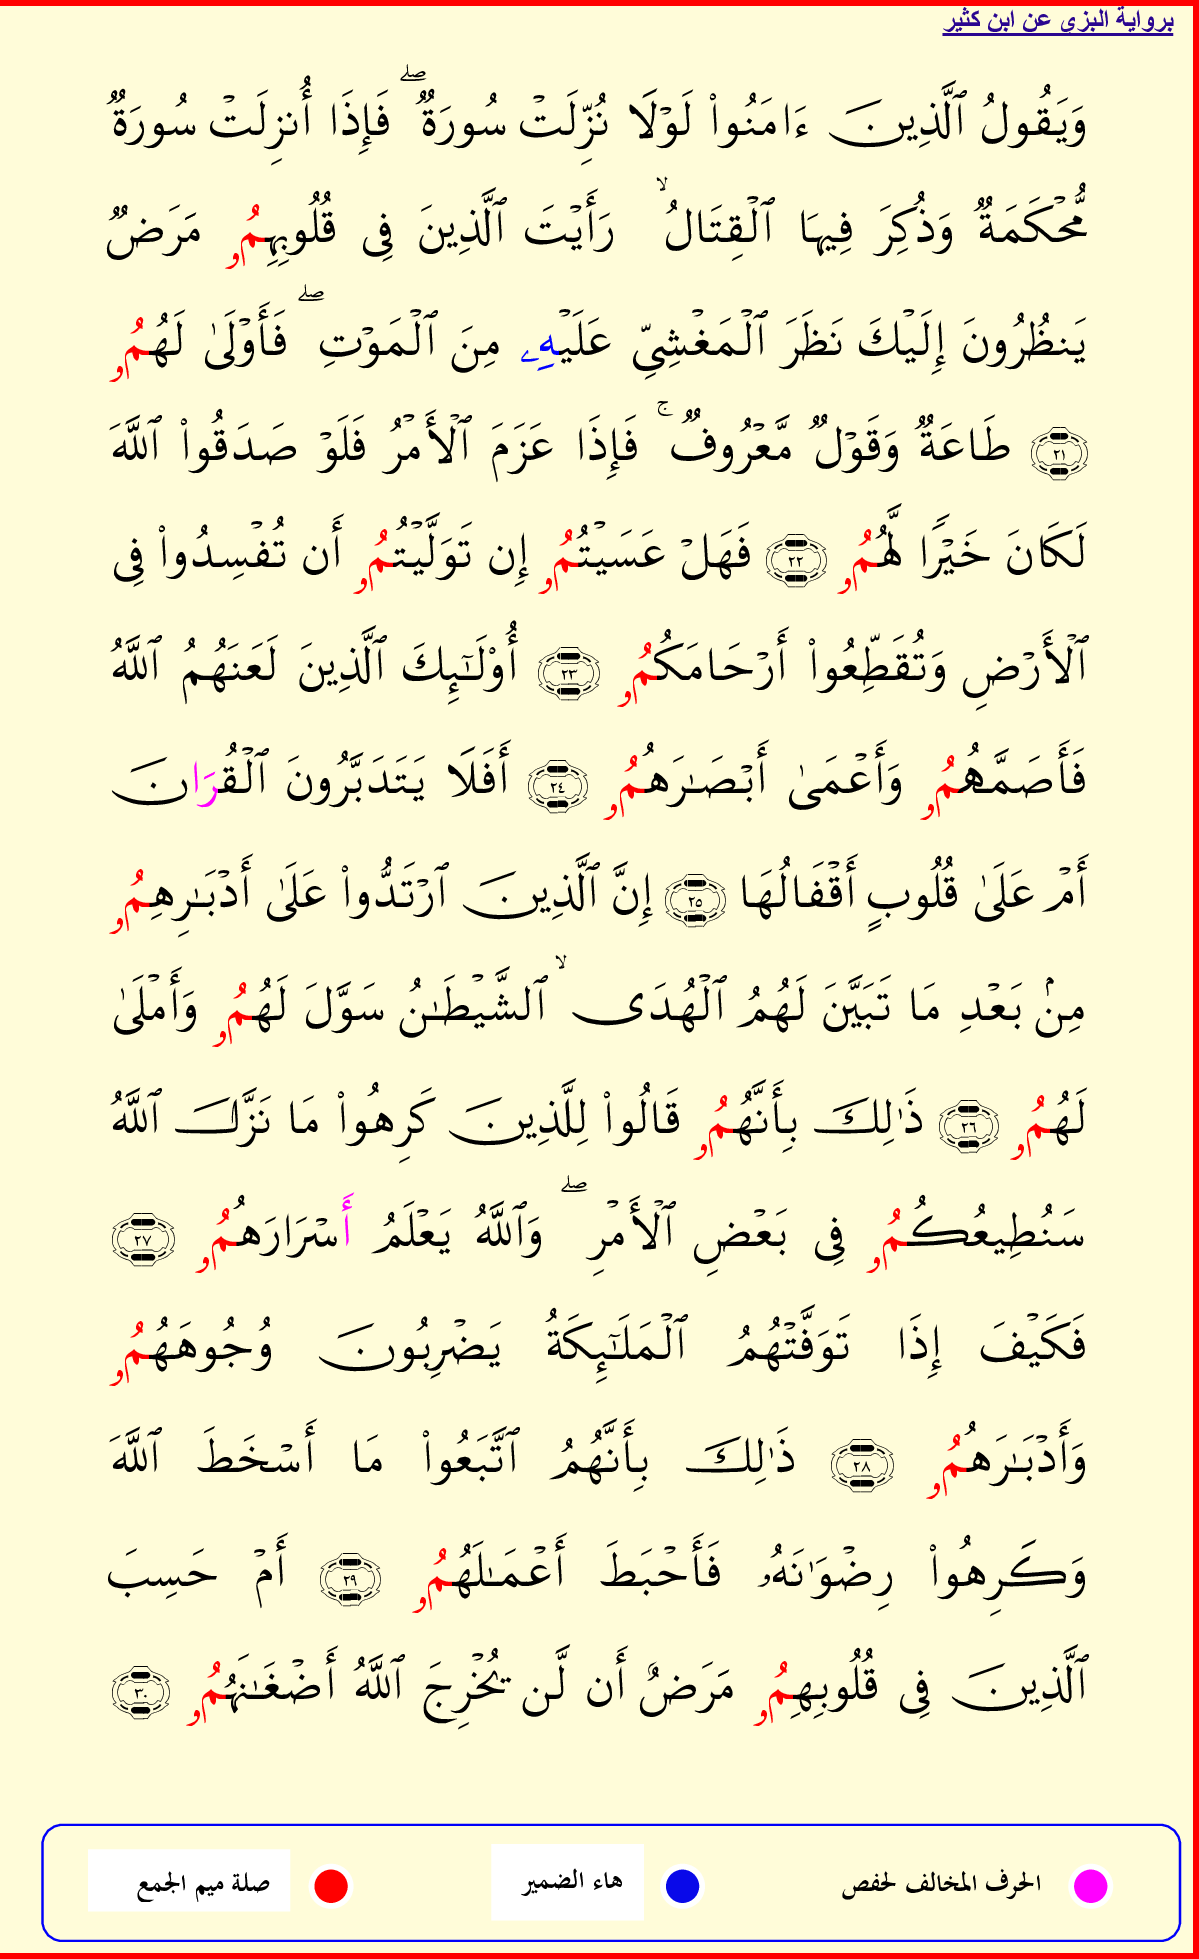 برواية البزي عن ابن كثير
وَيَقُولُ ٱلَّذِينَ ءَامَنُوا۟ لَوْلَا نُزِّلَتْ سُورَةٌ ۖ فَإِذَا أُنزِلَتْ سُورَةٌ
مُّحْكَمَةٌ وَذُكِرَ فِيهَا ٱلْقِتَالُ ۙ رَأَيْتَ ٱلَّذِينَ فِى قُلُوبِهِمُۥ مَرَضٌ
يَنظُرُونَ إِلَيْكَ نَظَرَ ٱلْمَغْشِىِّ عَلَيْهِۦ مِنَ ٱلْمَوْتِ ۖ فَأَوْلَىٰ لَهُمُۥ
٢١ طَاعَةٌ وَقَوْلٌ مَّعْرُوفٌ ۚ فَإِذَا عَزَمَ ٱلْأَمْرُ فَلَوْ صَدَقُوا۟ ٱللَّهَ
لَكَانَ خَيْرًا لَّهُمُۥ ٢٢ فَهَلْ عَسَيْتُمُۥ إِن تَوَلَّيْتُمُۥ أَن تُفْسِدُوا۟ فِى
ٱلْأَرْضِ وَتُقَطِّعُوا۟ أَرْحَامَكُمُۥ ٢٣ أُو۟لَـٰٓئِكَ ٱلَّذِينَ لَعَنَهُمُ ٱللَّهُ
فَأَصَمَّهُمُۥ وَأَعْمَىٰ أَبْصَـٰرَهُمُۥ ٢٤ أَفَلَا يَتَدَبَّرُونَ ٱلْقُرَانَ
أَمْ عَلَىٰ قُلُوبٍ أَقْفَالُهَا ٢٥ إِنَّ ٱلَّذِينَ ٱرْتَدُّوا۟ عَلَىٰ أَدْبَـٰرِهِمُۥ
مِنۢ بَعْدِ مَا تَبَيَّنَ لَهُمُ ٱلْهُدَى ۙ ٱلشَّيْطَـٰنُ سَوَّلَ لَهُمُۥ وَأَمْلَىٰ
لَهُمُۥ ٢٦ ذَٰلِكَ بِأَنَّهُمُۥ قَالُوا۟ لِلَّذِينَ كَرِهُوا۟ مَا نَزَّلَ ٱللَّهُ
سَنُطِيعُكُمُۥ فِى بَعْضِ ٱلْأَمْرِ ۖ وَٱللَّهُ يَعْلَمُ أَسْرَارَهُمُۥ ٢٧
فَكَيْفَ إِذَا تَوَفَّتْهُمُ ٱلْمَلَـٰٓئِكَةُ يَضْرِبُونَ وُجُوهَهُمُۥ
وَأَدْبَـٰرَهُمُۥ ٢٨ ذَٰلِكَ بِأَنَّهُمُ ٱتَّبَعُوا۟ مَا أَسْخَطَ ٱللَّهَ
وَكَرِهُوا۟ رِضْوَٰنَهُۥ فَأَحْبَطَ أَعْمَـٰلَهُمُۥ ٢٩ أَمْ حَسِبَ
ٱلَّذِينَ فِى قُلُوبِهِمُۥ مَرَضٌ أَن لَّن يُخْرِجَ ٱللَّهُ أَضْغَـٰنَهُمُۥ ٣٠
الحرف المخالف لحفص هاء الضمير صلة ميم الجمع